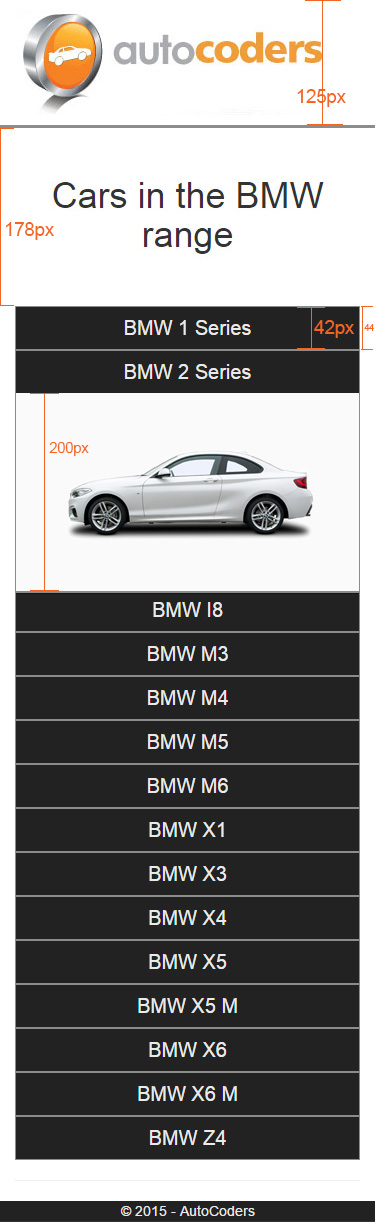 autocoders
125px
Cars in the BMW
range
178px
BMW 1 Series
42px
44
BMW 2 Series
200px
BMW I8
BMW M3
BMW M4
BMW M5
BMW M6
BMW X1
BMW X3
BMW X4
BMW X5
BMW X5 M
BMW X6
BMW X6 M
BMW Z4
© 2015 - AutoCoders